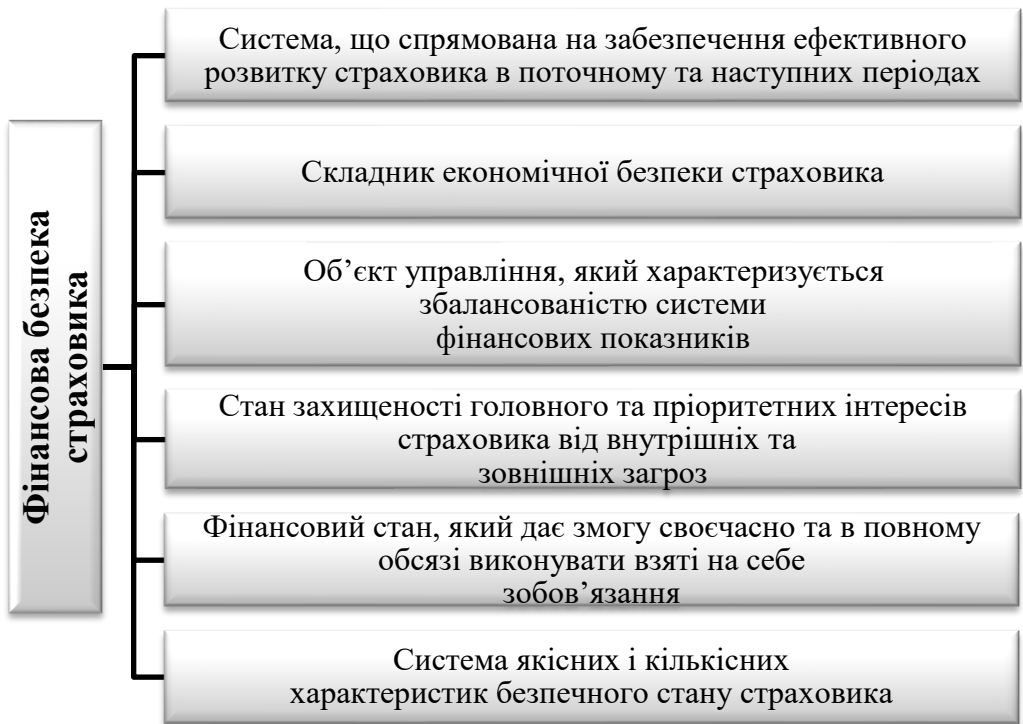 Фінансова безпека
страховика
Система, що спрямована на забезпечення ефективного
розвитку страховика в поточному та наступних періодах
Складник економічної безпеки страховика
Об’єкт управління, який характеризується
збалансованістю системи
фінансових показників
Стан захищеності головного та пріоритетних інтересів
страховика від внутрішніх та
зовнішніх загроз
Фінансовий стан, який дає змогу своєчасно та в повному
обсязі виконувати взяті на себе
зобов’язання
Система якісних і кількісних
характеристик безпечного стану страховика